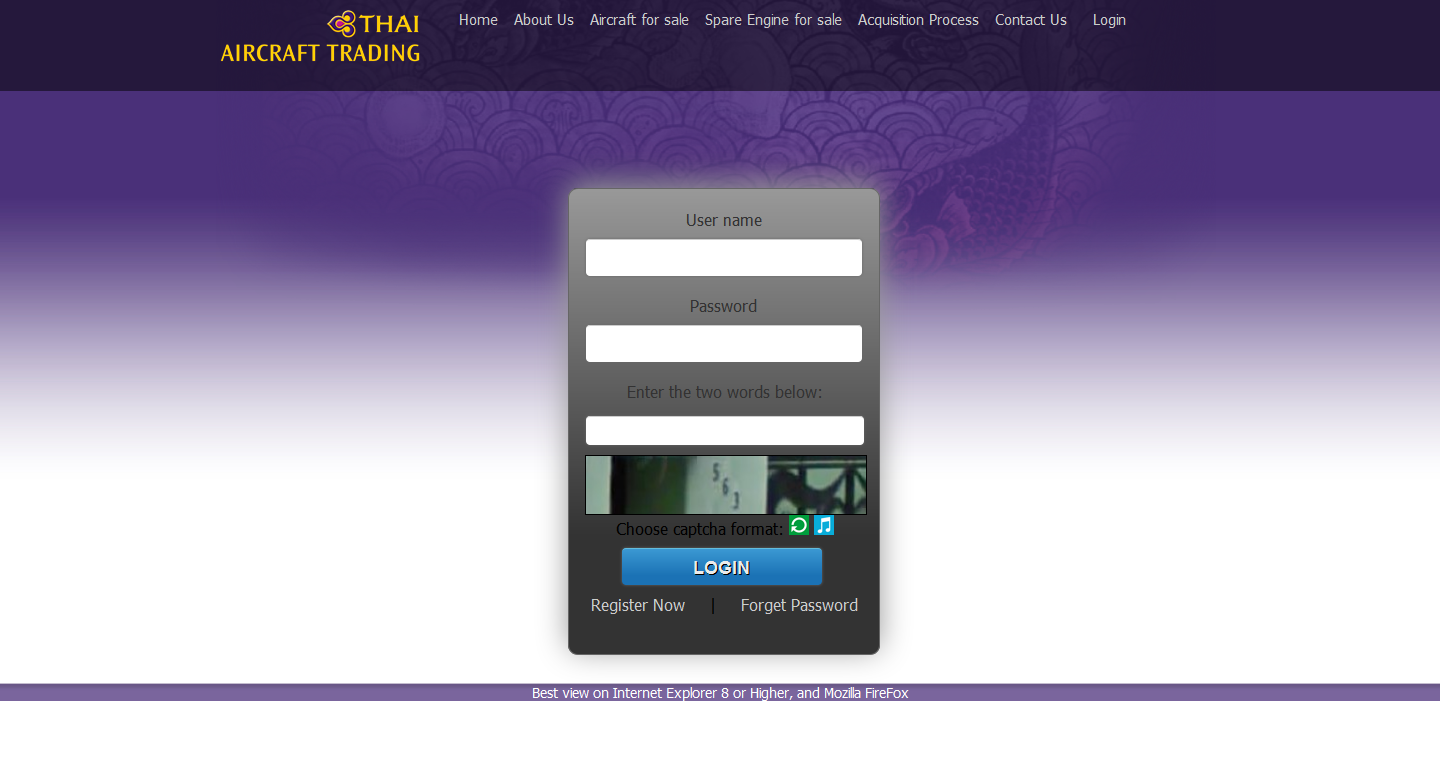 THAI
AIRCRAFT TRADING
Home About Us Aircraft for sale Spare Engine for sale Acquisition Process Contact Us Login
User name
Password
Enter the two words below:
563
Choose captcha format:
LOGIN
Register Now | Forget Password
Best view on Internet Explorer 8 or Higher, and Mozilla FireFox